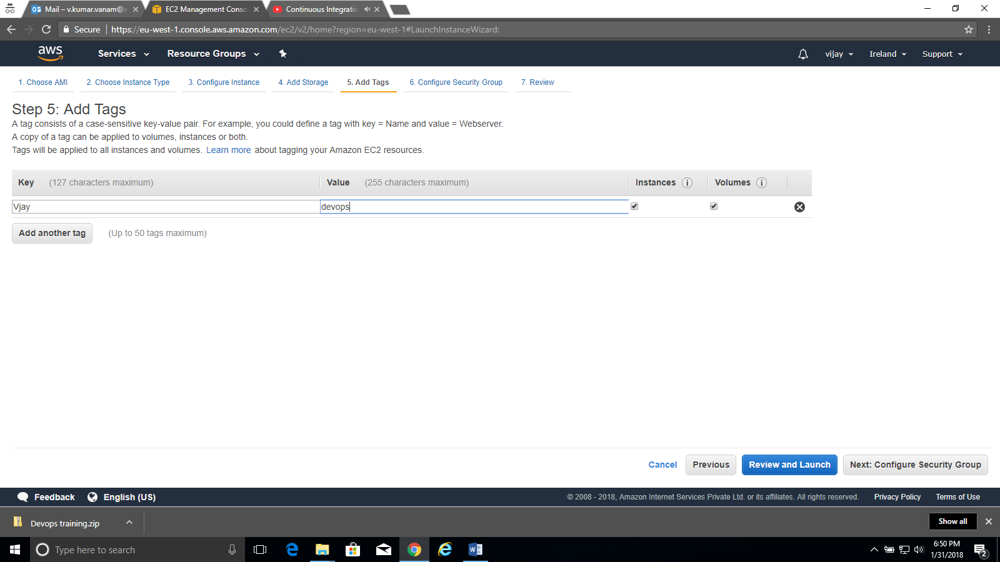 Mail – v.kumar.vanam@a
EC2 Management Conso
Continuous Integratio
Secure
https://eu-west-1.console.aws.amazon.com/ec2/v2/home?region=eu-west-1#LaunchInstanceWizard:
aws Services Resource Groups vijay Ireland Support
1. Choose AMI 2. Choose Instance Type 3. Configure Instance 4. Add Storage 5. Add Tags 6. Configure Security Group 7. Review
Step 5: Add Tags
A tag consists of a case-sensitive key-value pair. For example, you could define a tag with key = Name and value = Webserver.
A copy of a tag can be applied to volumes, instances or both.
Tags will be applied to all instances and volumes. Learn more about tagging your Amazon EC2 resources.
Key (127 characters maximum) Value (255 characters maximum) Instances i Volumes i
Vjay devops
Add another tag (Up to 50 tags maximum)
Cancel Previous Review and Launch Next: Configure Security Group
Feedback English (US) © 2008 - 2018, Amazon Internet Services Private Ltd. or its affiliates. All rights reserved. Privacy Policy Terms of Use
Devops training.zip Show all
Type here to search
6:50 PM
1/31/2018
2